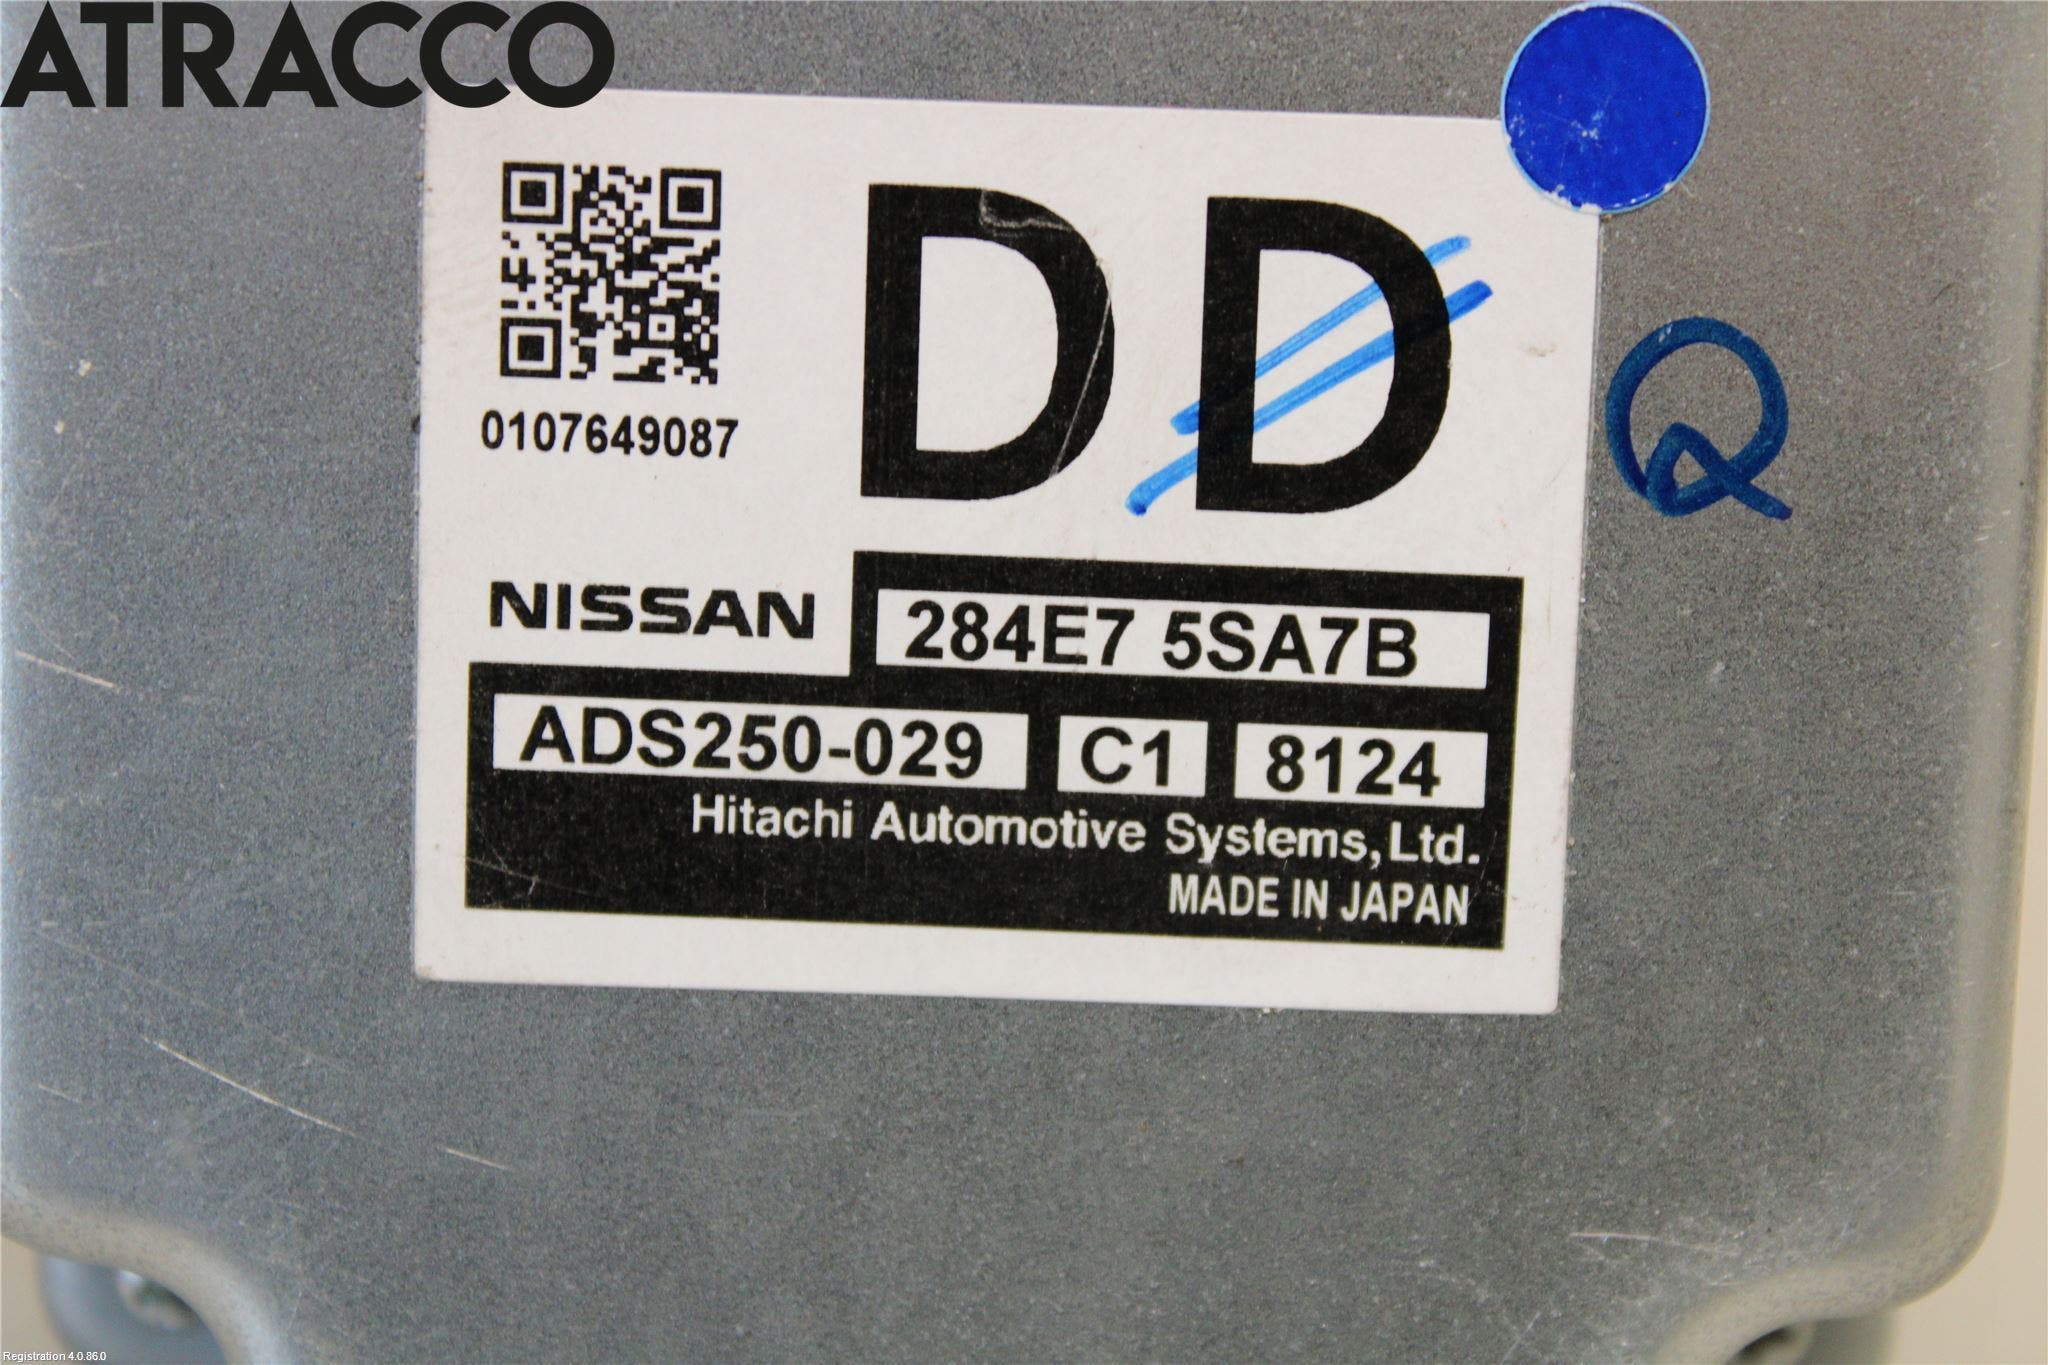 ATRACCO
DD
Q
0107649087
NISSAN
284E7 5SA7B
ADS250-029 C1 8124
Hitachi Automotive Systems,Ltd.
MADE IN JAPAN
Registration 4.0.86.0